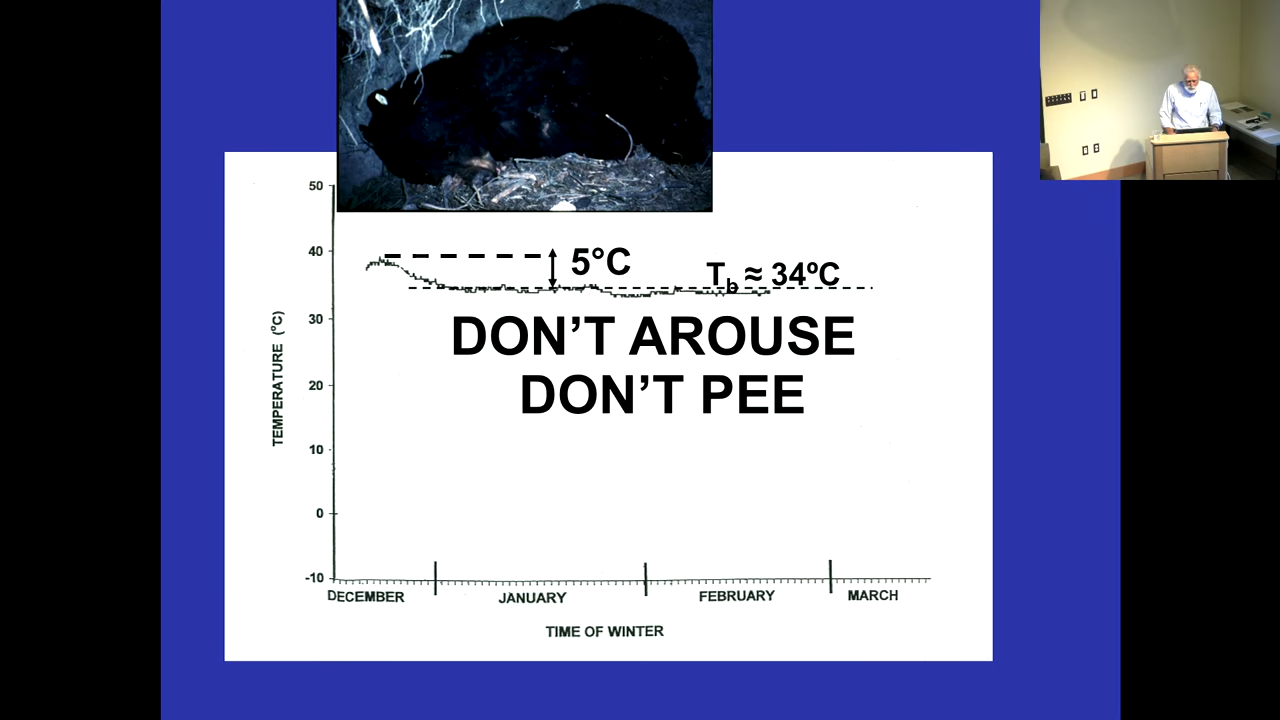 50
40
30
20
10
0
-10
TEMPERATURE (°C)
5°C
Tb ≈ 34ºC
DON’T AROUSE
DON’T PEE
DECEMBER
JANUARY
FEBRUARY
MARCH
TIME OF WINTER